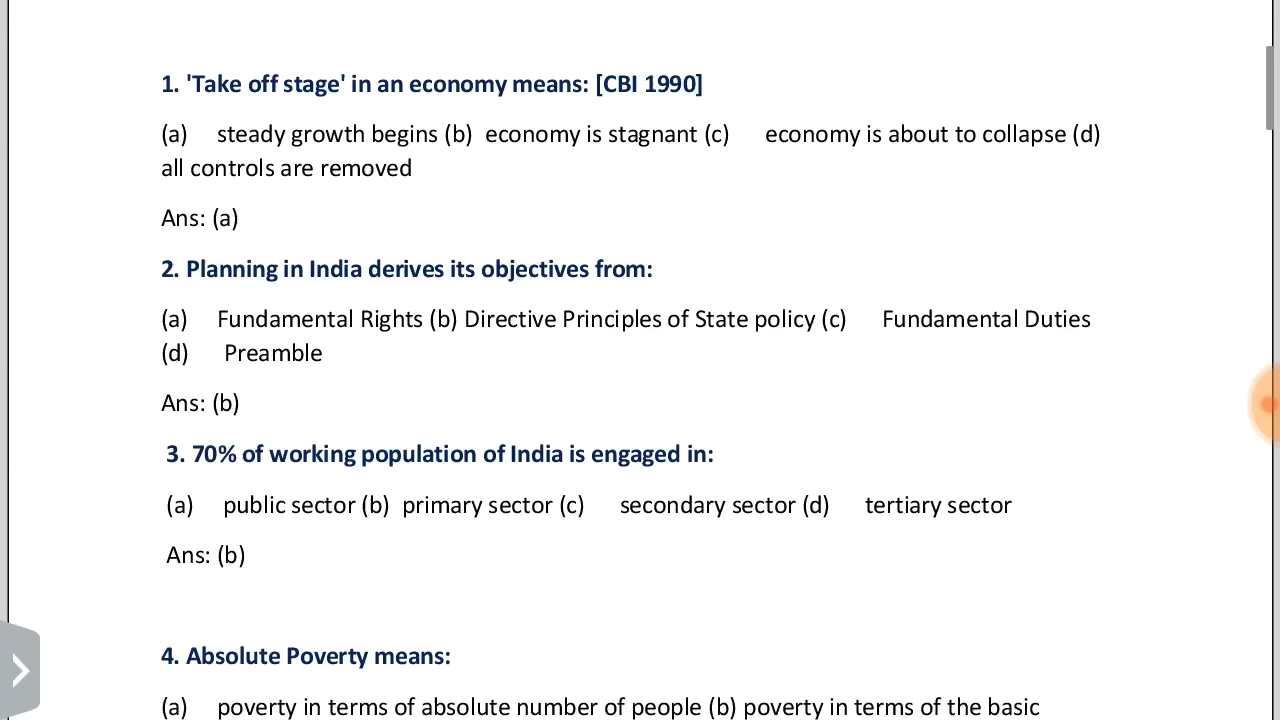 1. 'Take off stage' in an economy means: [CBI 1990]
(a) steady growth begins (b) economy is stagnant (c) economy is about to collapse (d)
all controls are removed
Ans: (a)
2. Planning in India derives its objectives from:
(a) Fundamental Rights (b) Directive Principles of State policy (c) Fundamental Duties
(d) Preamble
Ans: (b)
3. 70% of working population of India is engaged in:
(a) public sector (b) primary sector (c) secondary sector (d) tertiary sector
Ans: (b)
4. Absolute Poverty means:
(a) poverty in terms of absolute number of people (b) poverty in terms of the basic